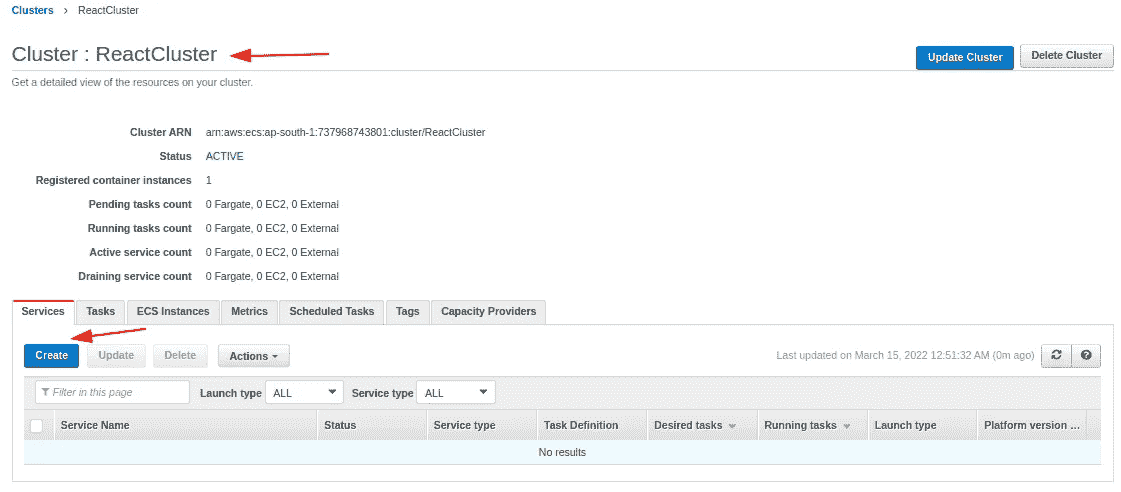 Clusters > ReactCluster
Cluster : ReactCluster
Update Cluster Delete Cluster
Get a detailed view of the resources on your cluster.
Cluster ARN arn:aws:ecs:ap-south-1:737968743801:cluster/ReactCluster
Status ACTIVE
Registered container instances 1
Pending tasks count 0 Fargate, 0 EC2, 0 External
Running tasks count 0 Fargate, 0 EC2, 0 External
Active service count 0 Fargate, 0 EC2, 0 External
Draining service count 0 Fargate, 0 EC2, 0 External
Services Tasks ECS Instances Metrics Scheduled Tasks Tags Capacity Providers
Create Update Delete Actions Last updated on March 15, 2022 12:51:32 AM (0m ago)
Filter in this page Launch type ALL Service type ALL
Service Name Status Service type Task Definition Desired tasks Running tasks Launch type Platform version ...
No results